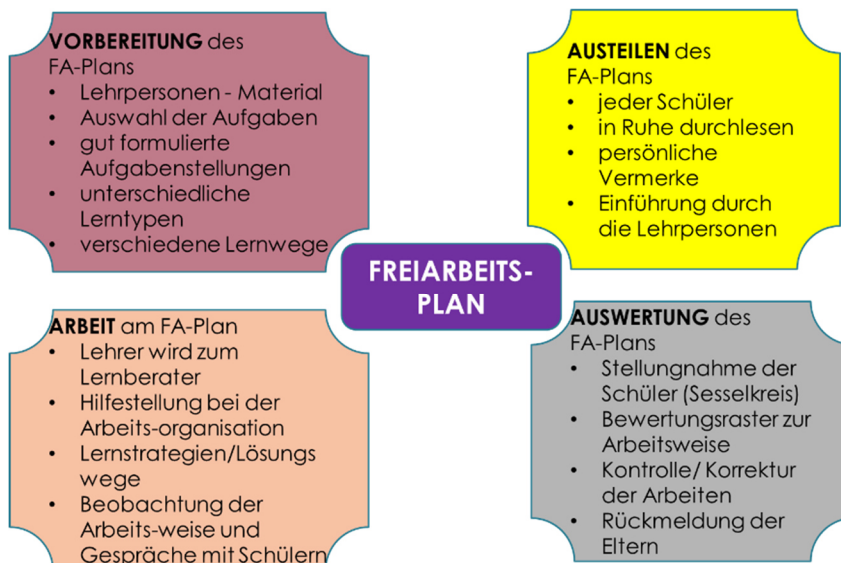 VORBEREITUNG des
FA-Plans
• Lehrpersonen - Material
• Auswahl der Aufgaben
• gut formulierte
Aufgabenstellungen
• unterschiedliche
Lerntypen
• verschiedene Lernwege
AUSTEILEN des
FA-Plans
• jeder Schüler
• in Ruhe durchlesen
• persönliche
Vermerke
• Einführung durch
die Lehrpersonen
FREIARBEITS-
PLAN
ARBEIT am FA-Plan
• Lehrer wird zum
Lernberater
• Hilfestellung bei der
Arbeits-organisation
• Lernstrategien/Lösungs
wege
• Beobachtung der
Arbeits-weise und
Gespräche mit Schülern
AUSWERTUNG des
FA-Plans
• Stellungnahme der
Schüler (Sesselkreis)
• Bewertungsraster zur
Arbeitsweise
• Kontrolle/ Korrektur
der Arbeiten
• Rückmeldung der
Eltern